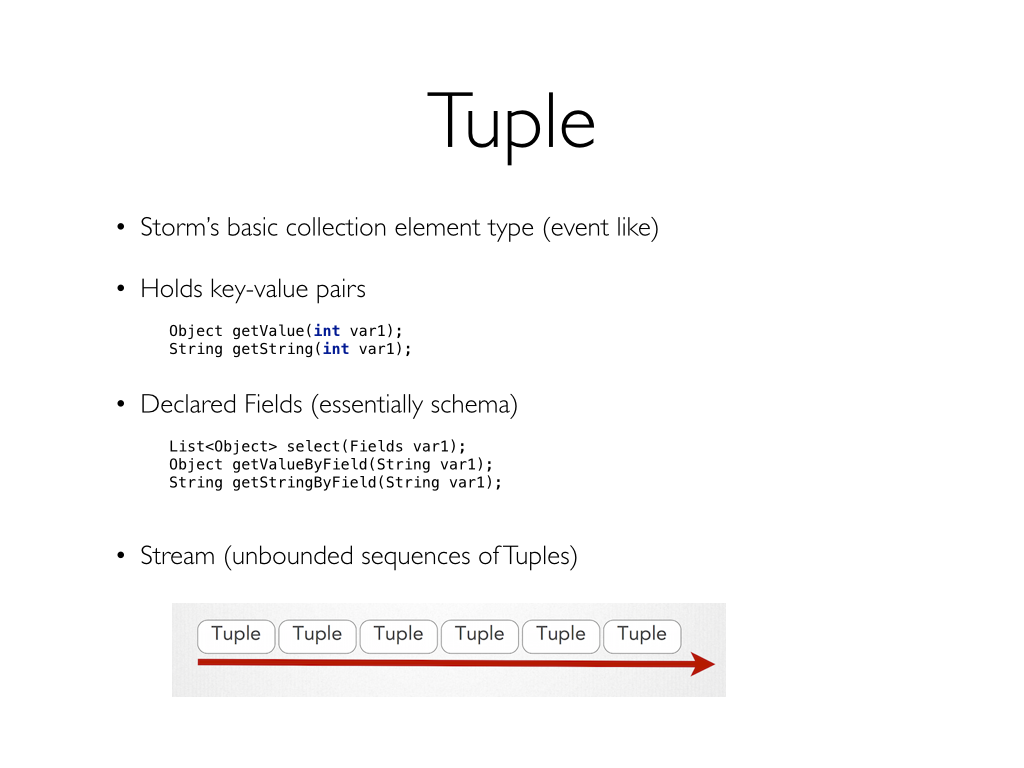 Tuple
• Storm’s basic collection element type (event like)
• Holds key-value pairs
Object getValue(int var1);
String getString(int var1);
• Declared Fields (essentially schema)
List<Object> select(Fields var1);
Object getValueByField(String var1);
String getStringByField(String var1);
• Stream (unbounded sequences of Tuples)
Tuple Tuple Tuple Tuple Tuple Tuple